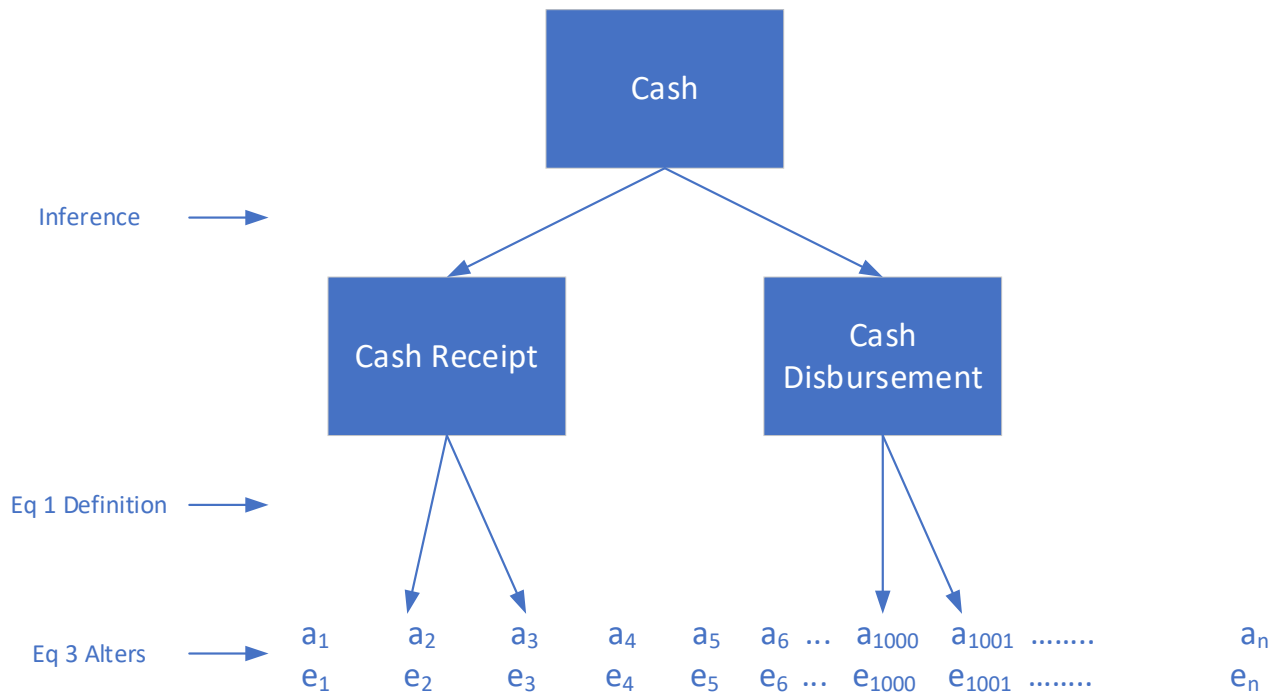 Cash
Inference
Cash Receipt
Cash
Disbursement
Eq 1 Definition
Eq 3 Alters
a₁ a₂ a₃ a₄ a₅ a₆ ... a₁₀₀₀ a₁₀₀₁ ........ aₙ
e₁ e₂ e₃ e₄ e₅ e₆ ... e₁₀₀₀ e₁₀₀₁ ........ eₙ